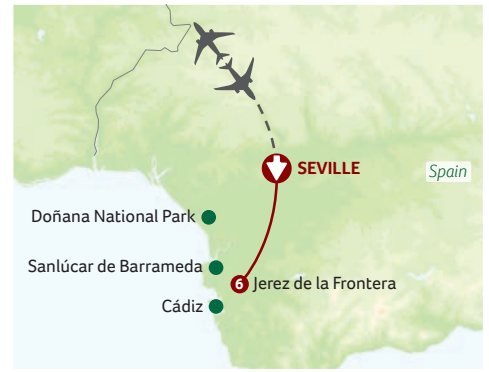 SEVILLE
Spain
Doñana National Park
Sanlúcar de Barrameda
6 Jerez de la Frontera
Cádiz